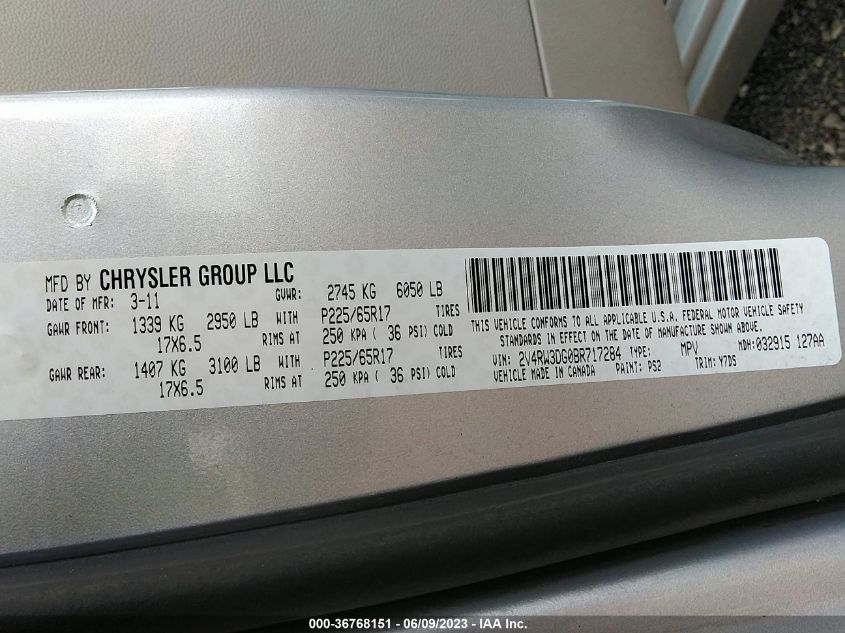 MFD BY CHRYSLER GROUP LLC
DATE OF MFR: 3-11 GVWR: 2745 KG 6050 LB
GAWR FRONT: 1339 KG 2950 LB WITH P225/65R17 TIRES
17X6.5 RIMS AT 250 KPA ( 36 PSI) COLD
GAWR REAR: 1407 KG 3100 LB WITH P225/65R17 TIRES
17X6.5 RIMS AT 250 KPA ( 36 PSI) COLD
THIS VEHICLE CONFORMS TO ALL APPLICABLE U.S.A. FEDERAL MOTOR VEHICLE SAFETY
STANDARDS IN EFFECT ON THE DATE OF MANUFACTURE SHOWN ABOVE.
VIN: 2V4RW3DG0BR717284 TYPE: MPV MDH: 032915 127AA
VEHICLE MADE IN CANADA PAINT: PS2 TRIM: Y7DS
000-36768151 - 06/09/2023 - © IAA Inc.